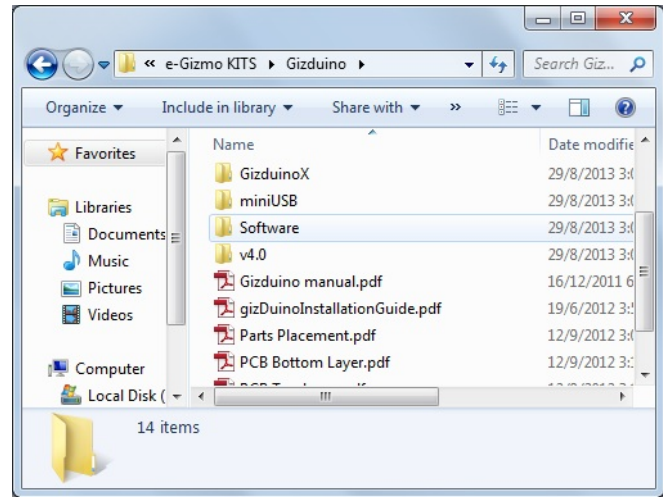 « e-Gizmo KITS ▸ Gizduino ▸
Search Giz...
Organize ▾ Include in library ▾ Share with ▾ »
Favorites
Libraries
Documents
Music
Pictures
Videos
Computer
Local Disk (
Name Date modifie
GizduinoX 29/8/2013 3:0
miniUSB 29/8/2013 3:0
Software 29/8/2013 3:0
v4.0 29/8/2013 3:0
Gizduino manual.pdf 16/12/2011 6
gizDuinoInstallationGuide.pdf 19/6/2012 3:
Parts Placement.pdf 12/9/2012 3:0
PCB Bottom Layer.pdf 12/9/2012 3:
14 items